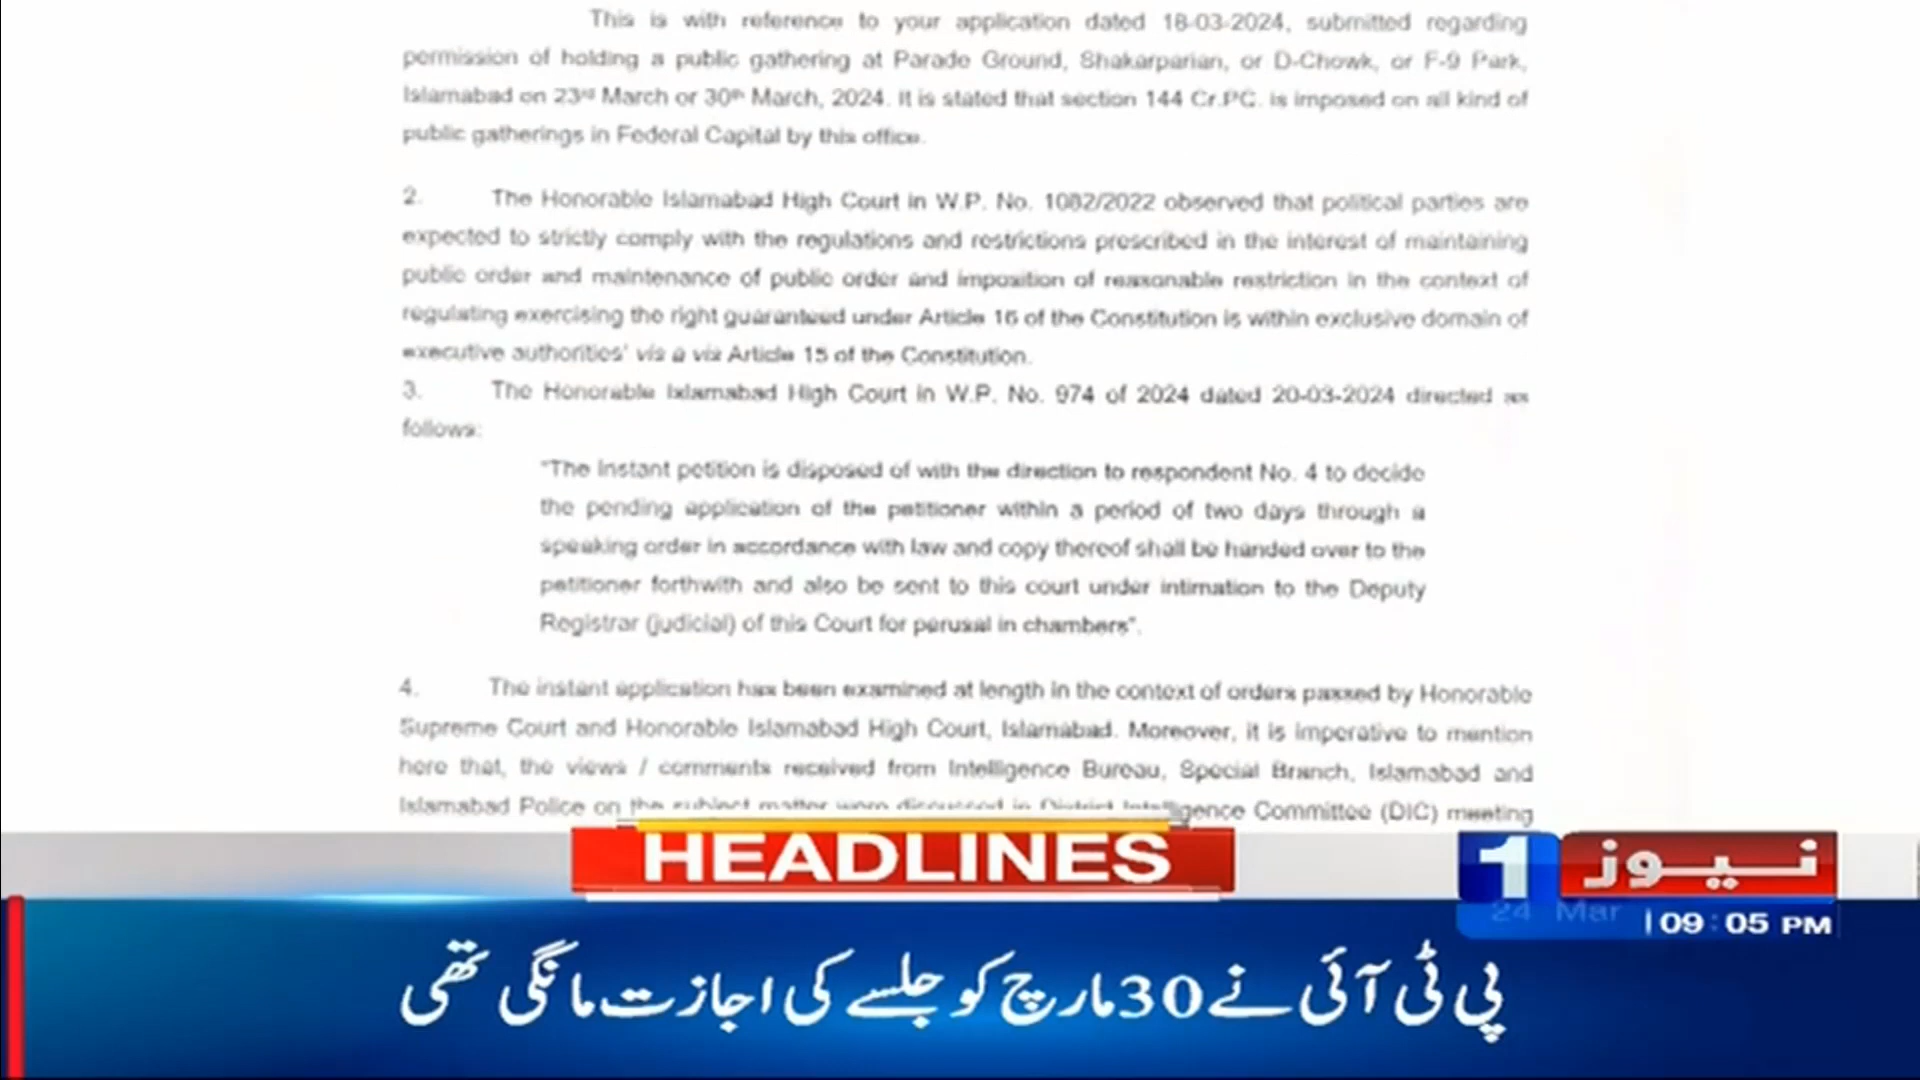 This is with reference to your application dated 18-03-2024, submitted regarding
permission of holding a public gathering at Parade Ground, Shakarparian, or D-Chowk, or F-9 Park,
Islamabad on 23rd March or 30th March, 2024. It is stated that section 144 Cr.PC. is imposed on all kind of
public gatherings in Federal Capital by this office.
2. The Honorable Islamabad High Court in W.P. No. 1082/2022 observed that political parties are
expected to strictly comply with the regulations and restrictions prescribed in the interest of maintaining
public order and maintenance of public order and imposition of reasonable restriction in the context of
regulating exercising the right guaranteed under Article 16 of the Constitution is within exclusive domain of
executive authorities' vis a vis Article 15 of the Constitution.
3. The Honorable Islamabad High Court in W.P. No. 974 of 2024 dated 20-03-2024 directed as
follows:
"The instant petition is disposed of with the direction to respondent No. 4 to decide
the pending application of the petitioner within a period of two days through a
speaking order in accordance with law and copy thereof shall be handed over to the
petitioner forthwith and also be sent to this court under intimation to the Deputy
Registrar (judicial) of this Court for perusal in chambers".
4. The instant application has been examined at length in the context of orders passed by Honorable
Supreme Court and Honorable Islamabad High Court, Islamabad. Moreover, it is imperative to mention
here that, the views / comments received from Intelligence Bureau, Special Branch, Islamabad and
Islamabad Police on the subject matter were discussed in District Intelligence Committee (DIC) meeting
HEADLINES
1 نیوز
24 Mar 09:05 PM
پی ٹی آئی نے 30 مارچ کو جلسے کی اجازت مانگی تھی